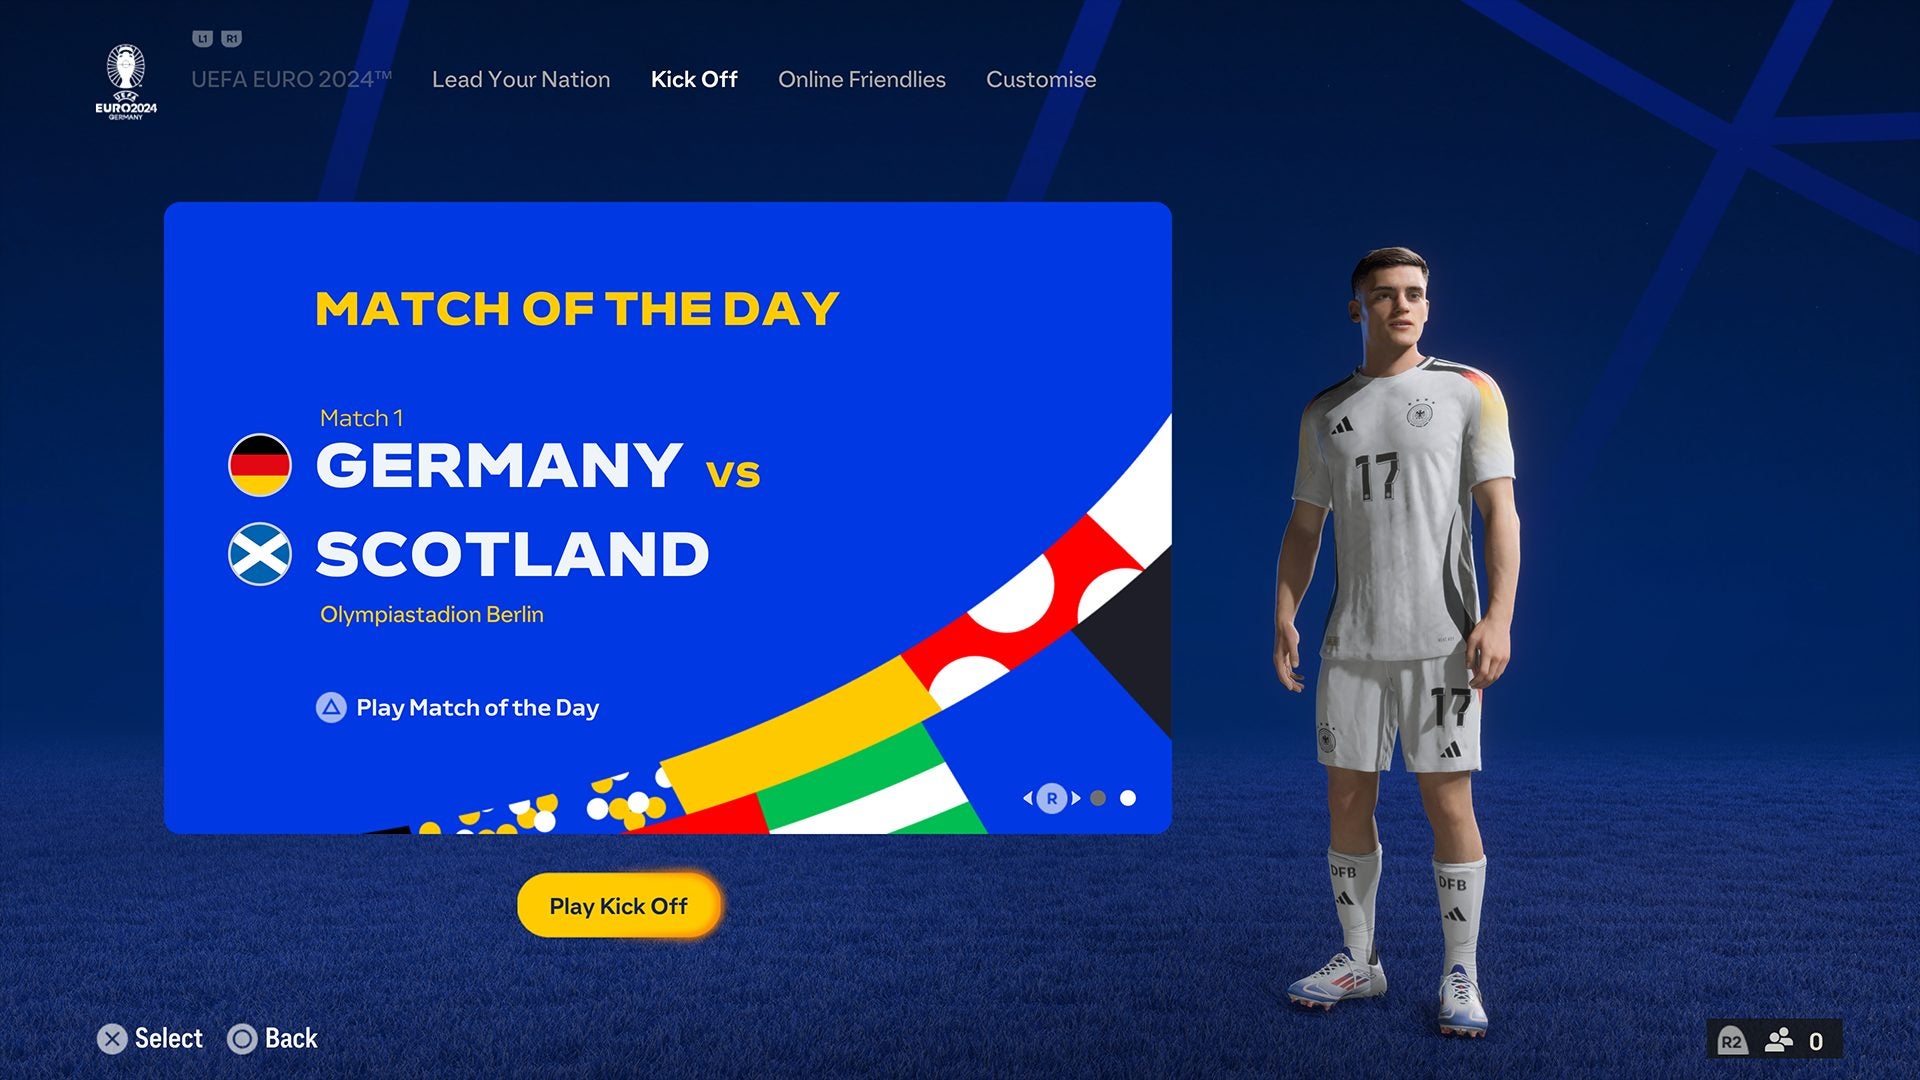 L1 R1
UEFA EURO 2024™ Lead Your Nation Kick Off Online Friendlies Customise
UEFA
EURO2024
GERMANY
MATCH OF THE DAY
Match 1
GERMANY VS
SCOTLAND
Olympiastadion Berlin
Play Match of the Day
R
Play Kick Off
17
17
DFB
DFB
Select Back
R2 0